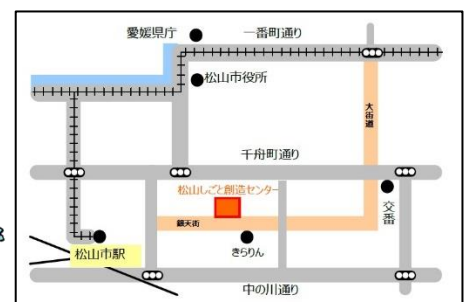 愛媛県庁
一番町通り
松山市役所
大街道
千舟町通り
松山しごと創造センター
交番
銀天街
きらりん
松山市駅
中の川通り